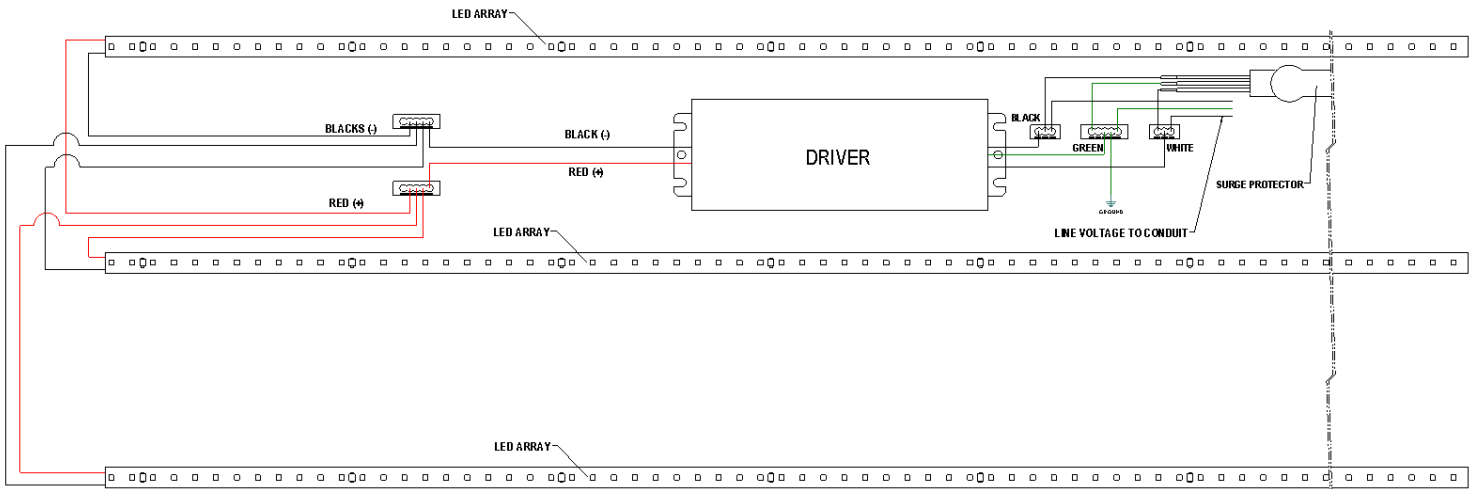 LED ARRAY
BLACKS (-)
BLACK (-)
BLACK
GREEN
WHITE
DRIVER
RED (+)
SURGE PROTECTOR
RED (+)
GROUND
LED ARRAY
LINE VOLTAGE TO CONDUIT
LED ARRAY